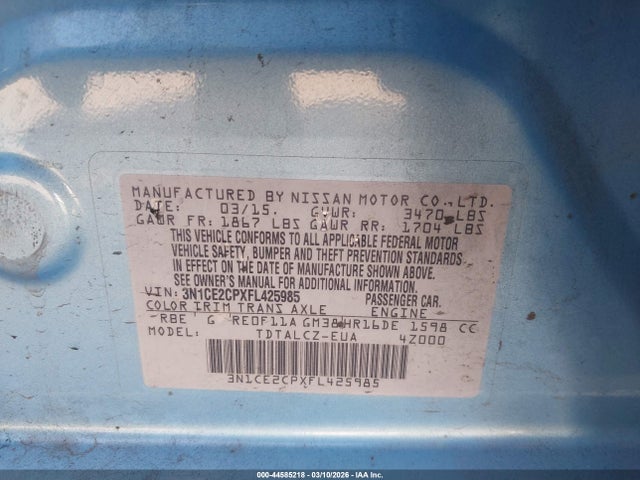 MANUFACTURED BY NISSAN MOTOR CO., LTD.
DATE: 03/15. GVWR: 3470 LBS
GAWR FR: 1867 LBS GAWR RR: 1704 LBS
THIS VEHICLE CONFORMS TO ALL APPLICABLE FEDERAL MOTOR
VEHICLE SAFETY, BUMPER AND THEFT PREVENTION STANDARDS
IN EFFECT ON THE DATE OF MANUFACTURE SHOWN ABOVE.
SEE OWNER'S MANUAL FOR ADDITIONAL INFORMATION.
VIN: 3N1CE2CPXFL425985 PASSENGER CAR.
COLOR TRIM TRANS AXLE ENGINE
RBE G RE0F11A GM38 HR16DE 1598 CC
TDTALCZ-EUA 4Z000
3N1CE2CPXFL425985
000-44585218 - 03/10/2026 - IAA Inc.